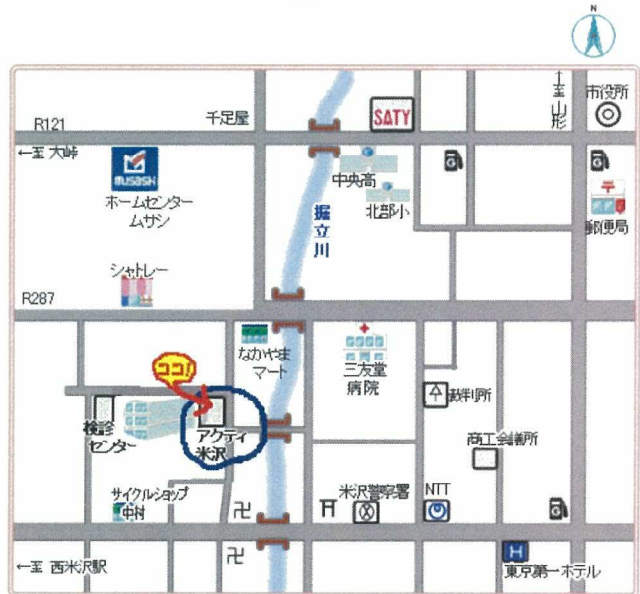 N
R121
千足屋
SATY
←至 山形
市役所
←至 大峠
musashi
ホームセンター
ムサシ
中央高
北部小
掘立川
郵便局
シャトレー
R287
なかやま
マート
三友堂
病院
裁判所
ココ!
検診
センター
アクティ
米沢
商工会議所
サイクルショップ
中村
米沢警察署
NTT
←至 西米沢駅
H
東京第一ホテル